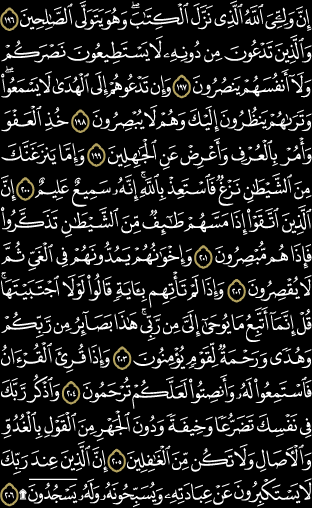 إِنَّ وَلِـِّۧيَ ٱللَّهُ ٱلَّذِي نَزَّلَ ٱلۡكِتَٰبَۖ وَهُوَ يَتَوَلَّى ٱلصَّٰلِحِينَ ١٩٦
وَٱلَّذِينَ تَدۡعُونَ مِن دُونِهِۦ لَا يَسۡتَطِيعُونَ نَصۡرَكُمۡ
وَلَآ أَنفُسَهُمۡ يَنصُرُونَ ١٩٧ وَإِن تَدۡعُوهُمۡ إِلَى ٱلۡهُدَىٰ لَا يَسۡمَعُواْۖ
وَتَرَىٰهُمۡ يَنظُرُونَ إِلَيۡكَ وَهُمۡ لَا يُبۡصِرُونَ ١٩٨ خُذِ ٱلۡعَفۡوَ
وَأۡمُرۡ بِٱلۡعُرۡفِ وَأَعۡرِضۡ عَنِ ٱلۡجَٰهِلِينَ ١٩٩ وَإِمَّا يَنزَغَنَّكَ
مِنَ ٱلشَّيۡطَٰنِ نَزۡغٞ فَٱسۡتَعِذۡ بِٱللَّهِۚ إِنَّهُۥ سَمِيعٌ عَلِيمٌ ٢٠٠ إِنَّ
ٱلَّذِينَ ٱتَّقَوۡاْ إِذَا مَسَّهُمۡ طَٰٓئِفٞ مِّنَ ٱلشَّيۡطَٰنِ تَذَكَّرُواْ
فَإِذَا هُم مُّبۡصِرُونَ ٢٠١ وَإِخۡوَٰنُهُمۡ يَمُدُّونَهُمۡ فِي ٱلۡغَيِّ ثُمَّ
لَا يُقۡصِرُونَ ٢٠٢ وَإِذَا لَمۡ تَأۡتِهِم بِـَٔايَةٖ قَالُواْ لَوۡلَا ٱجۡتَبَيۡتَهَاۚ
قُلۡ إِنَّمَآ أَتَّبِعُ مَا يُوحَىٰٓ إِلَيَّ مِن رَّبِّيۚ هَٰذَا بَصَآئِرُ مِن رَّبِّكُمۡ
وَهُدٗى وَرَحۡمَةٞ لِّقَوۡمٖ يُؤۡمِنُونَ ٢٠٣ وَإِذَا قُرِئَ ٱلۡقُرۡءَانُ
فَٱسۡتَمِعُواْ لَهُۥ وَأَنصِتُواْ لَعَلَّكُمۡ تُرۡحَمُونَ ٢٠٤ وَٱذۡكُر رَّبَّكَ
فِي نَفۡسِكَ تَضَرُّعٗا وَخِيفَةٗ وَدُونَ ٱلۡجَهۡرِ مِنَ ٱلۡقَوۡلِ بِٱلۡغُدُوِّ
وَٱلۡأٓصَالِ وَلَا تَكُن مِّنَ ٱلۡغَٰفِلِينَ ٢٠٥ إِنَّ ٱلَّذِينَ عِندَ رَبِّكَ
لَا يَسۡتَكۡبِرُونَ عَنۡ عِبَادَتِهِۦ وَيُسَبِّحُونَهُۥ وَلَهُۥ يَسۡجُدُونَۤ۩ ٢٠٦